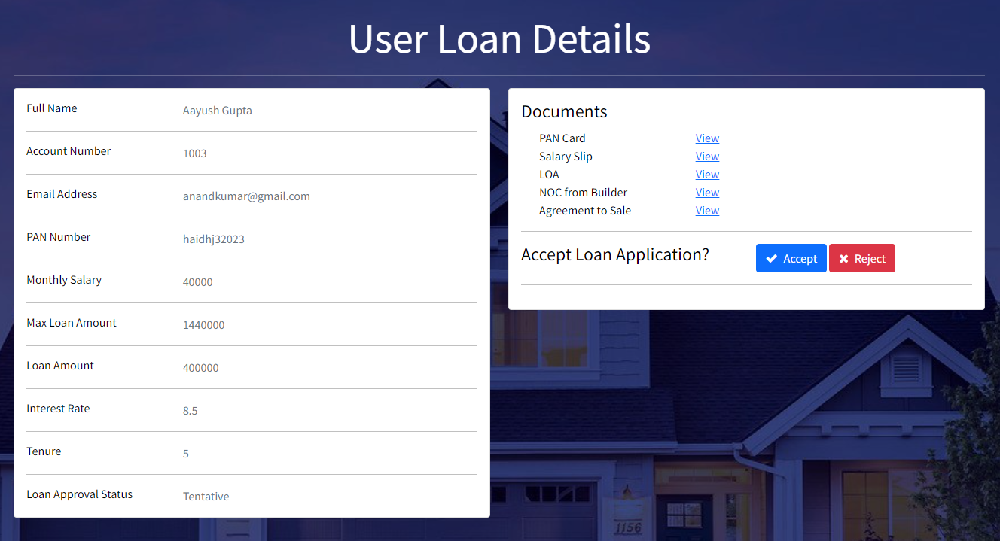 User Loan Details
Full Name Aayush Gupta
Account Number 1003
Email Address anandkumar@gmail.com
PAN Number haidhj32023
Monthly Salary 40000
Max Loan Amount 1440000
Loan Amount 400000
Interest Rate 8.5
Tenure 5
Loan Approval Status Tentative
Documents
PAN Card View
Salary Slip View
LOA View
NOC from Builder View
Agreement to Sale View
Accept Loan Application? Accept Reject
1156